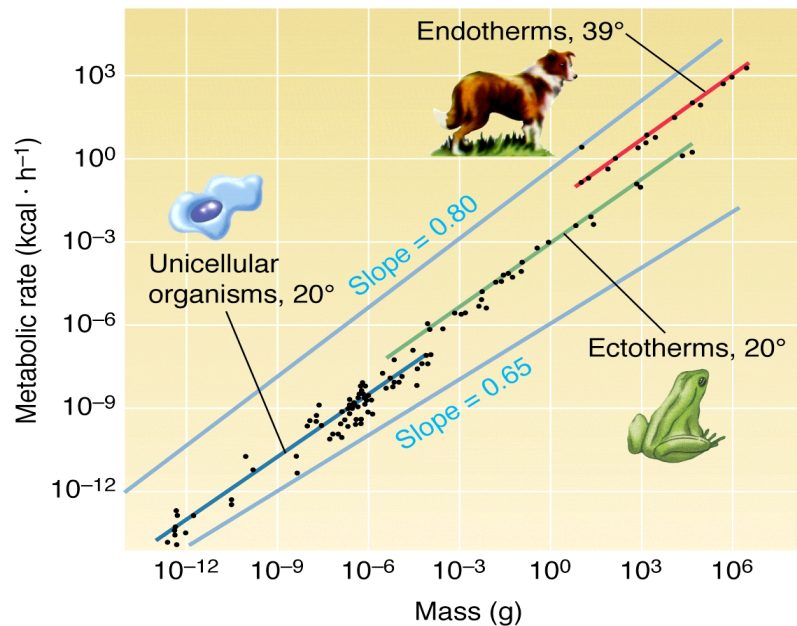 Endotherms, 39°
10³
10⁰
10⁻³
10⁻⁶
10⁻⁹
10⁻¹²
Metabolic rate (kcal · h⁻¹)
Unicellular
organisms, 20°
Slope = 0.80
Slope = 0.65
Ectotherms, 20°
10⁻¹² 10⁻⁹ 10⁻⁶ 10⁻³ 10⁰ 10³ 10⁶
Mass (g)